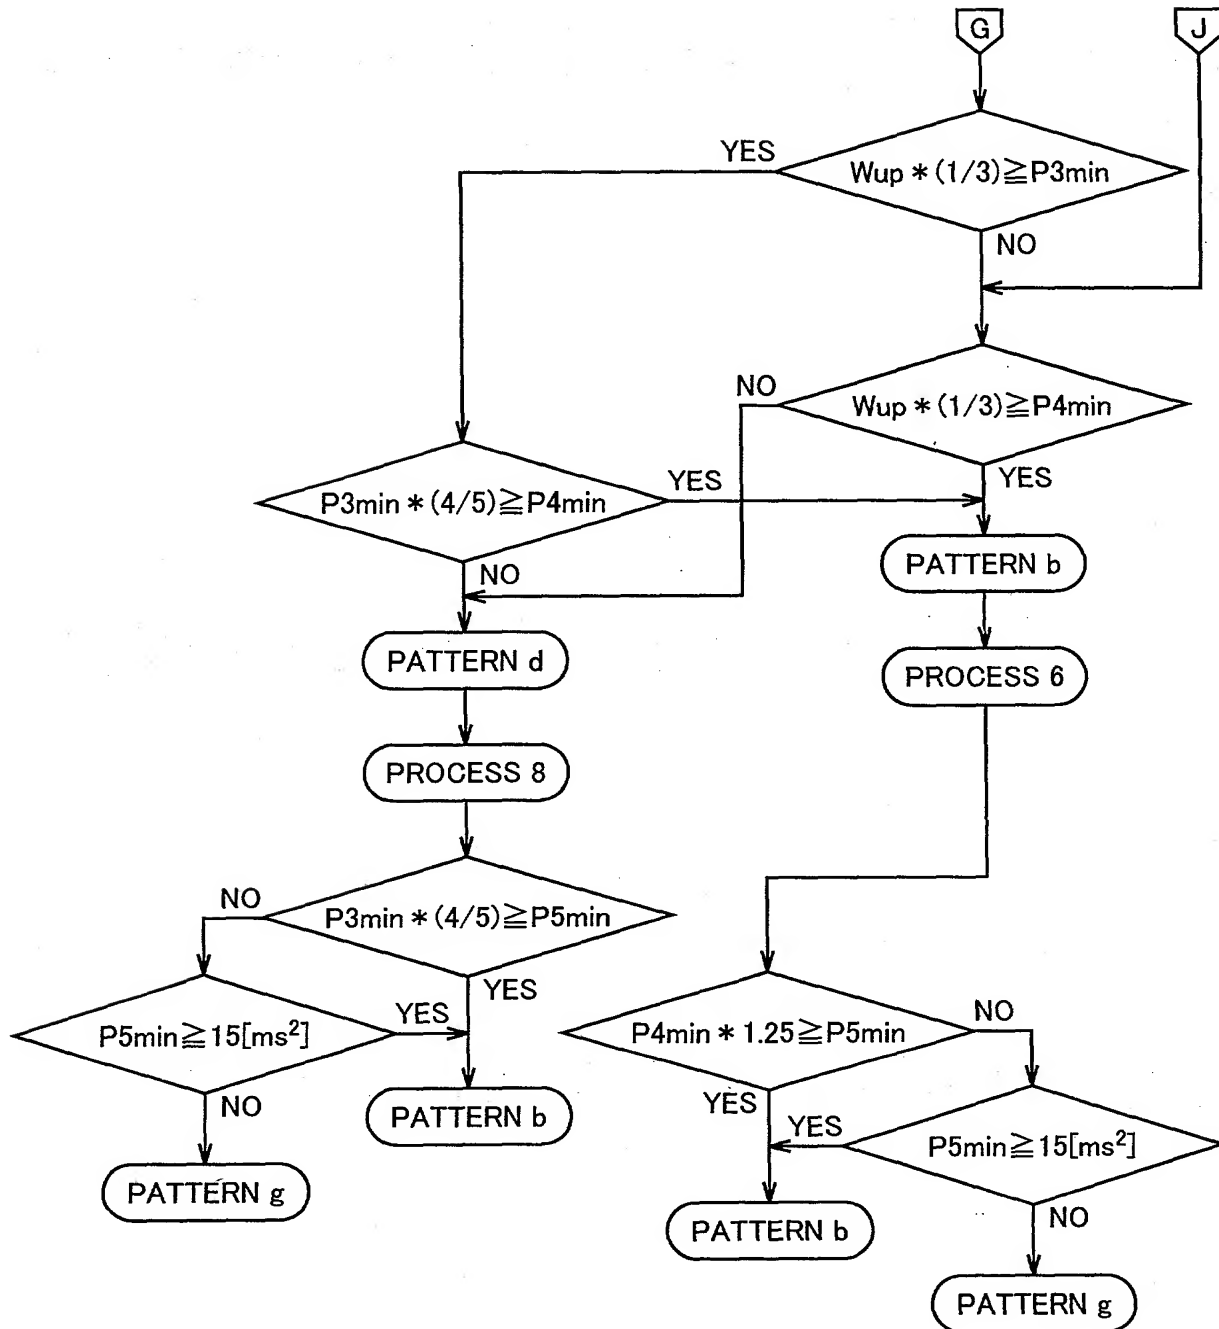 G
J
YES
Wup*(1/3)≧P3min
NO
NO
Wup*(1/3)≧P4min
YES
P3min*(4/5)≧P4min
YES
NO
PATTERN b
PATTERN d
PROCESS 6
PROCESS 8
NO
P3min*(4/5)≧P5min
YES
P5min≧15[ms²]
YES
NO
PATTERN b
PATTERN g
P4min*1.25≧P5min
NO
YES
YES
P5min≧15[ms²]
NO
PATTERN b
PATTERN g